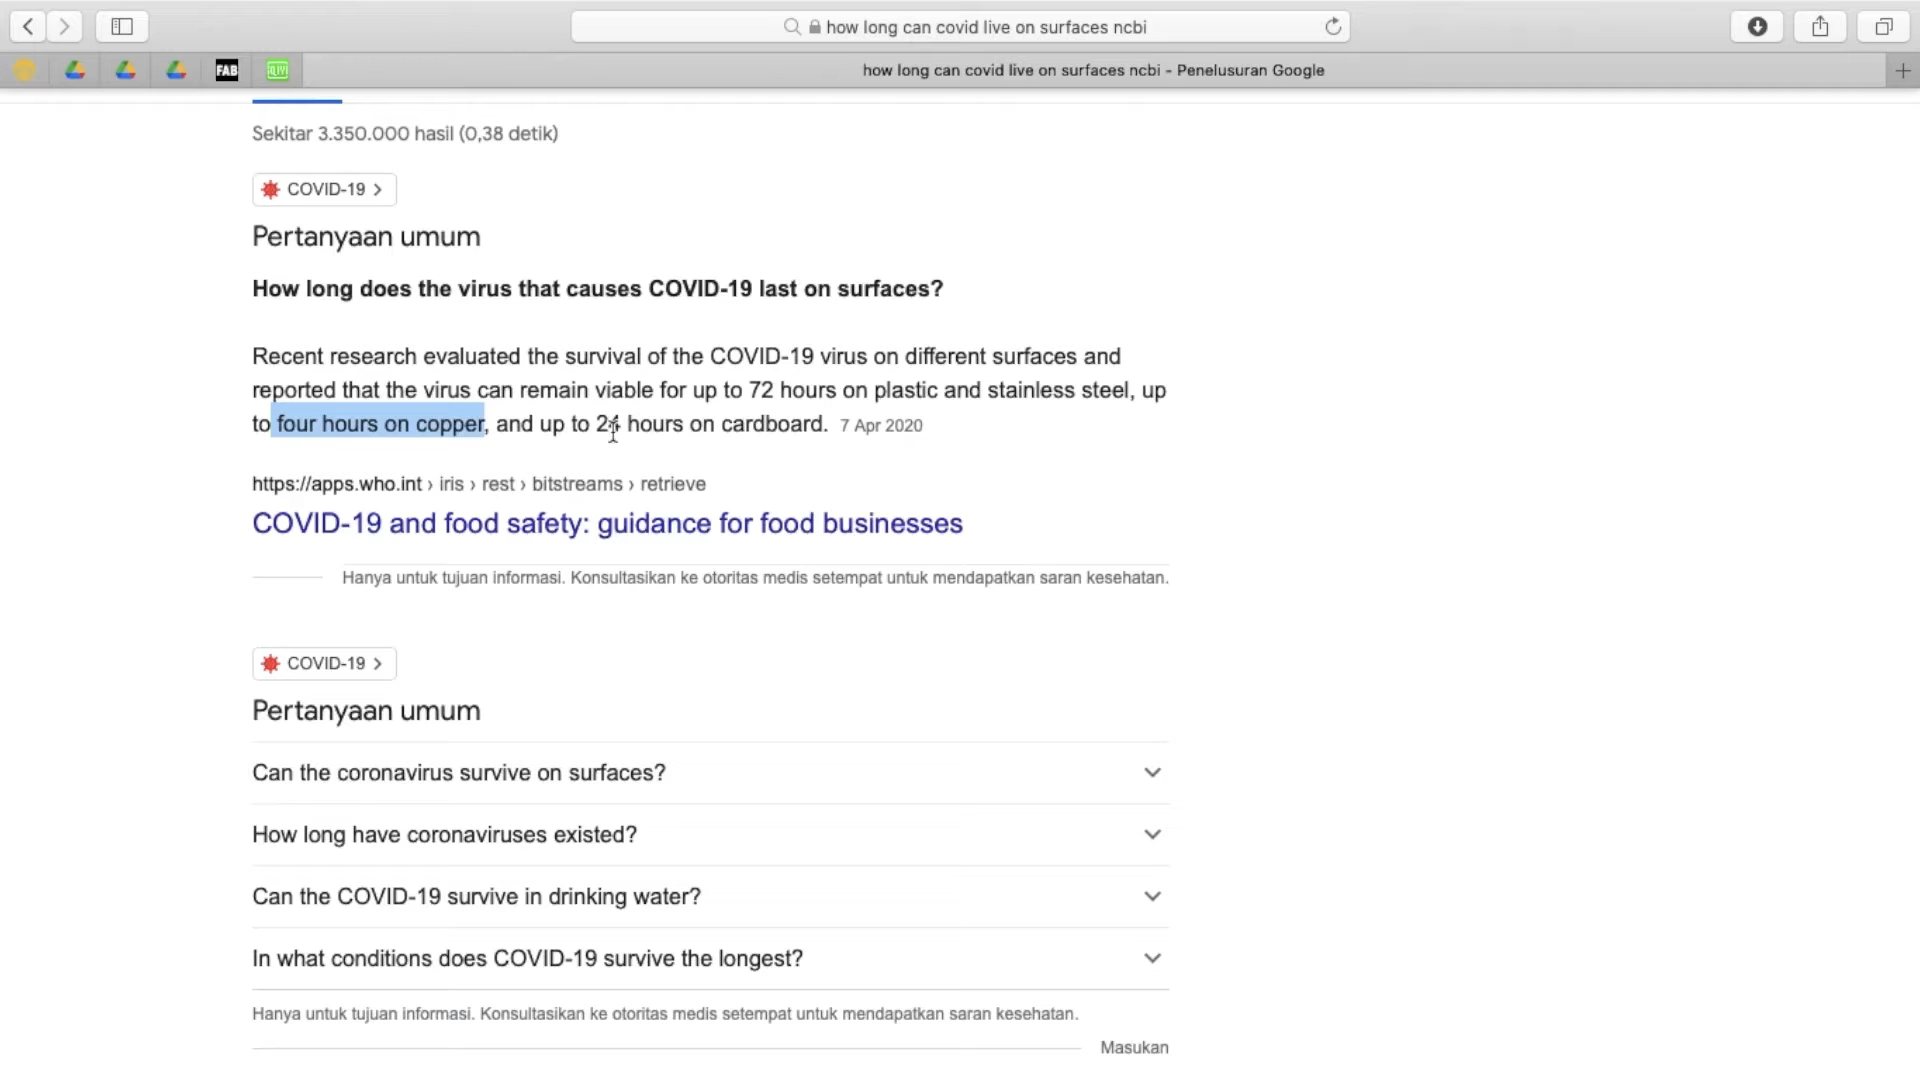 how long can covid live on surfaces ncbi
FAB
how long can covid live on surfaces ncbi - Penelusuran Google
Sekitar 3.350.000 hasil (0,38 detik)
COVID-19
Pertanyaan umum
How long does the virus that causes COVID-19 last on surfaces?
Recent research evaluated the survival of the COVID-19 virus on different surfaces and
reported that the virus can remain viable for up to 72 hours on plastic and stainless steel, up
to four hours on copper, and up to 24 hours on cardboard. 7 Apr 2020
https://apps.who.int › iris › rest › bitstreams › retrieve
COVID-19 and food safety: guidance for food businesses
Hanya untuk tujuan informasi. Konsultasikan ke otoritas medis setempat untuk mendapatkan saran kesehatan.
COVID-19
Pertanyaan umum
Can the coronavirus survive on surfaces?
How long have coronaviruses existed?
Can the COVID-19 survive in drinking water?
In what conditions does COVID-19 survive the longest?
Hanya untuk tujuan informasi. Konsultasikan ke otoritas medis setempat untuk mendapatkan saran kesehatan.
Masukan